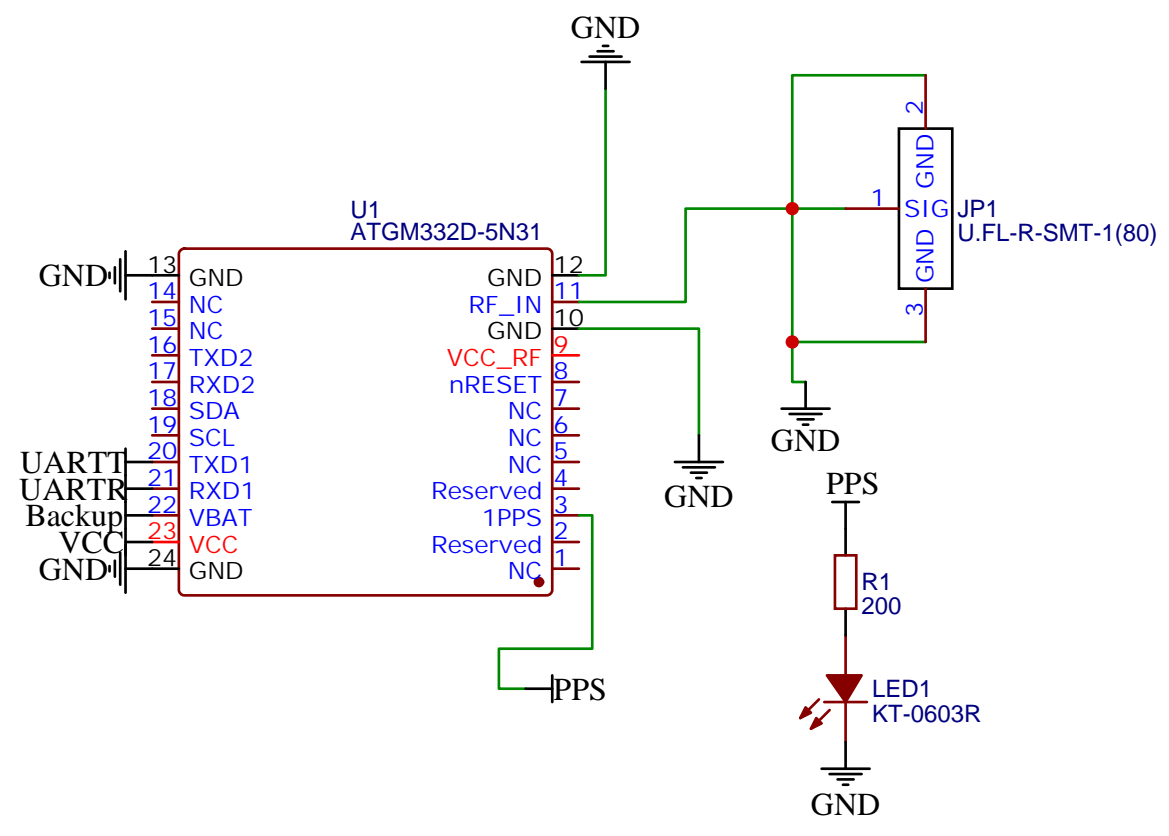 GND
U1
ATGM332D-5N31
GND
13 GND
14 NC
15 NC
16 TXD2
17 RXD2
18 SDA
19 SCL
UARTT 20 TXD1
UARTR 21 RXD1
Backup 22 VBAT
VCC 23 VCC
GND 24 GND
GND 12
RF_IN 11
GND 10
VCC_RF 9
nRESET 8
NC 7
NC 6
NC 5
Reserved 4
1PPS 3
Reserved 2
NC 1
PPS
GND
2
GND
1 SIG
GND
3
JP1
U.FL-R-SMT-1(80)
GND
PPS
R1
200
LED1
KT-0603R
GND